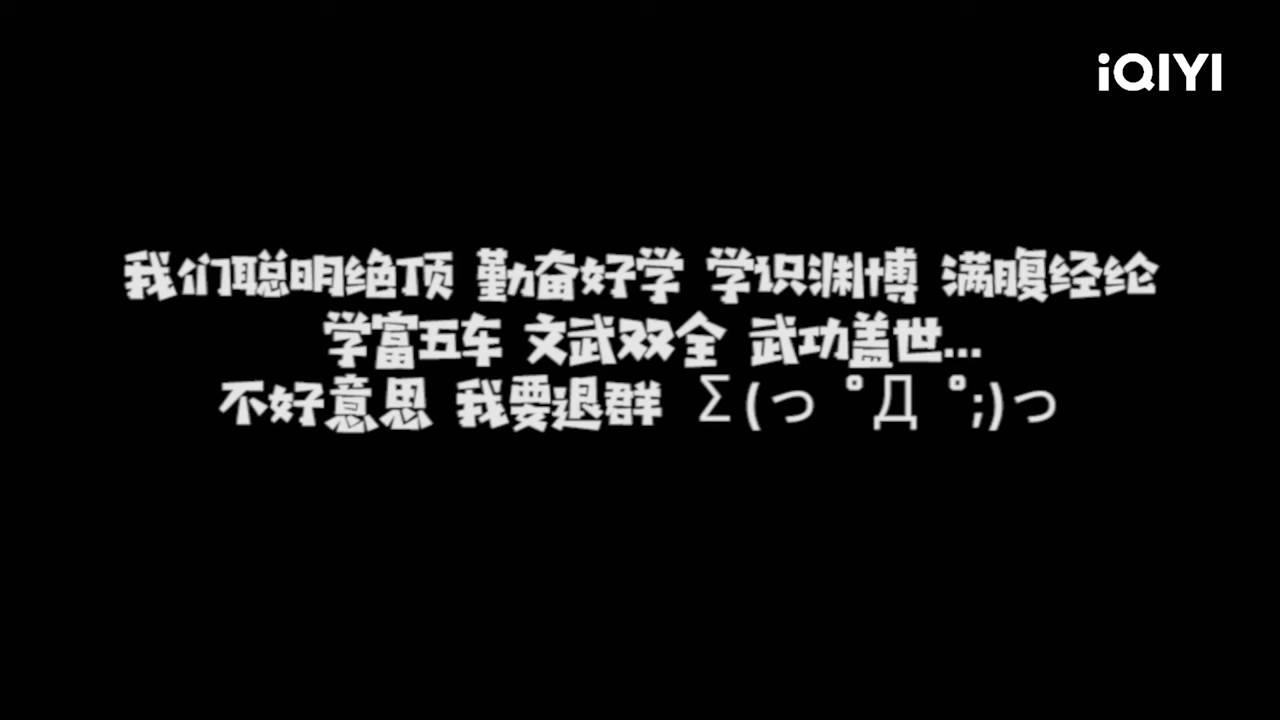 iQIYI
我们聪明绝顶 勤奋好学 学识渊博 满腹经纶
学富五车 文武双全 武功盖世...
不好意思 我要退群 Σ(っ °Д °;)っ